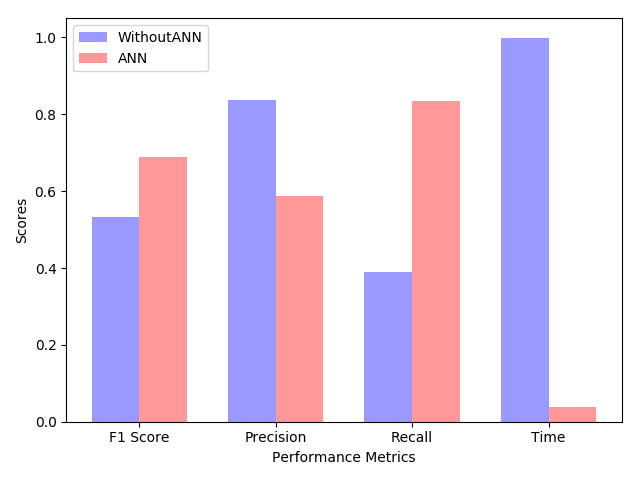 WithoutANN
ANN
1.0
0.8
0.6
0.4
0.2
0.0
Scores
F1 Score Precision Recall Time
Performance Metrics